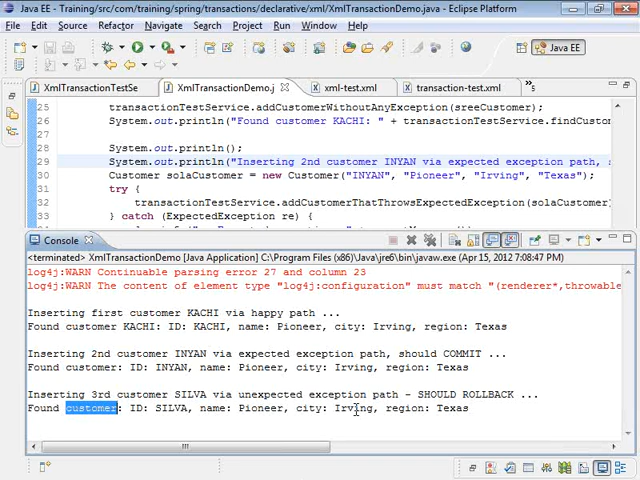 Java EE - Training/src/com/training/spring/transactions/declarative/xml/XmlTransactionDemo.java - Eclipse Platform
File Edit Source Refactor Navigate Search Project Run Window Help
Java EE
XmlTransactionTestSe XmlTransactionDemo.j xml-test.xml transaction-test.xml »5
25 transactionTestService.addCustomerWithoutAnyException(sreeCustomer);
26 System.out.println("Found customer KACHI: " + transactionTestService.findCustom
28 System.out.println();
29 System.out.println("Inserting 2nd customer INYAN via expected exception path, s
30 Customer solaCustomer = new Customer("INYAN", "Pioneer", "Irving", "Texas");
31 try {
32 transactionTestService.addCustomerThatThrowsExpectedException(solaCustomer)
33 } catch (ExpectedException re) {
Console
<terminated> XmlTransactionDemo [Java Application] C:\Program Files (x86)\Java\jre6\bin\javaw.exe (Apr 15, 2012 7:08:47 PM)
log4j:WARN Continuable parsing error 27 and column 23
log4j:WARN The content of element type "log4j:configuration" must match "(renderer*,throwable
Inserting first customer KACHI via happy path ...
Found customer KACHI: ID: KACHI, name: Pioneer, city: Irving, region: Texas
Inserting 2nd customer INYAN via expected exception path, should COMMIT ...
Found customer: ID: INYAN, name: Pioneer, city: Irving, region: Texas
Inserting 3rd customer SILVA via unexpected exception path - SHOULD ROLLBACK ...
Found customer: ID: SILVA, name: Pioneer, city: Irving, region: Texas